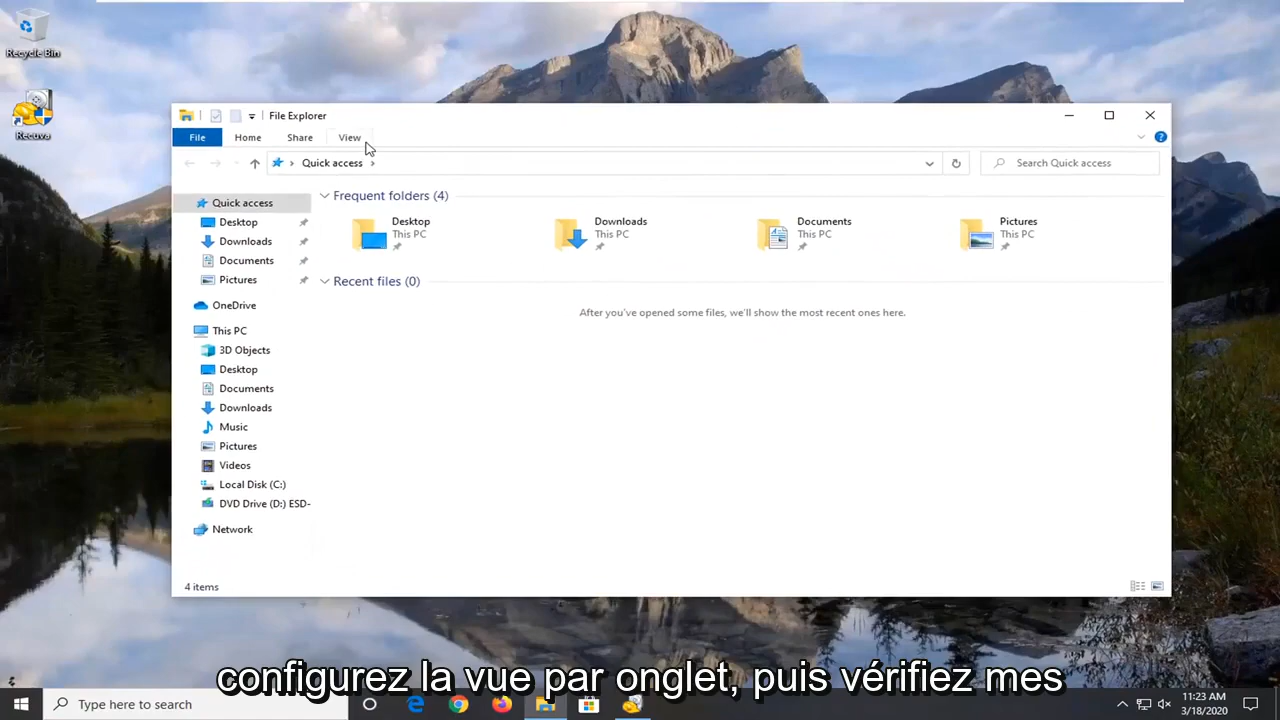 Recycle Bin
Recuva
File Explorer
File
Home
Share
View
Quick access
Search Quick access
Quick access
Desktop
Downloads
Documents
Pictures
OneDrive
This PC
3D Objects
Desktop
Documents
Downloads
Music
Pictures
Videos
Local Disk (C:)
DVD Drive (D:) ESD-
Network
Frequent folders (4)
Desktop
This PC
Downloads
This PC
Documents
This PC
Pictures
This PC
Recent files (0)
After you've opened some files, we'll show the most recent ones here.
4 items
configurez la vue par onglet, puis vérifiez mes
Type here to search
11:23 AM
3/18/2020